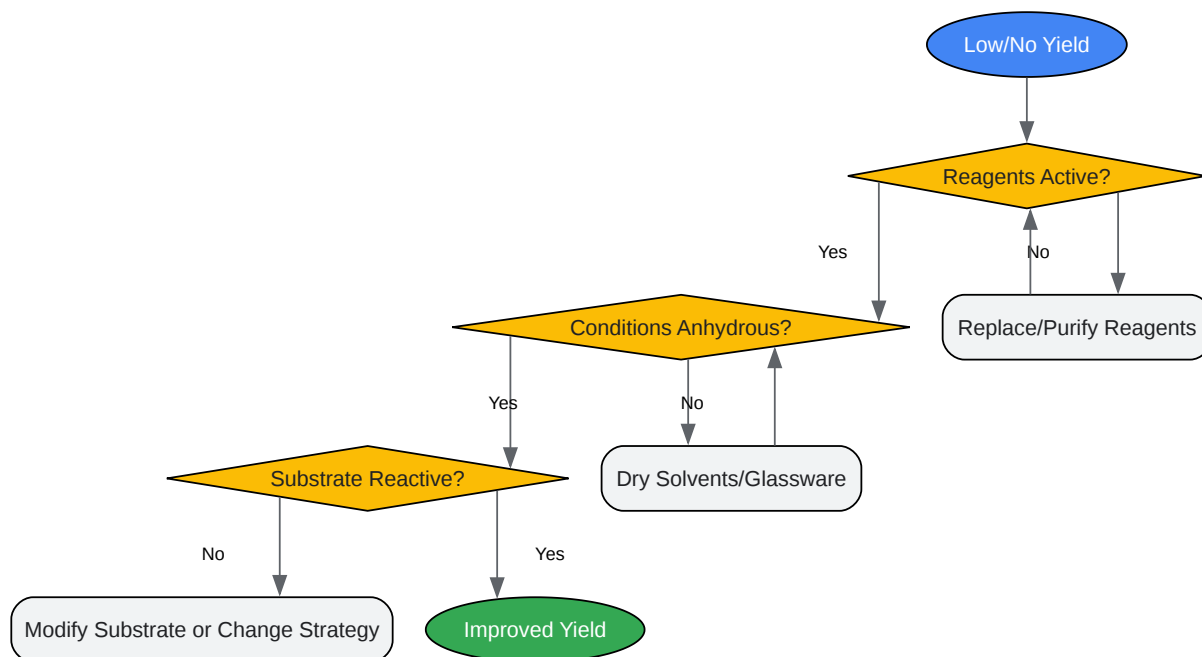 Low/No Yield
Reagents Active?
Yes
No
Conditions Anhydrous?
Replace/Purify Reagents
Yes
No
Substrate Reactive?
Dry Solvents/Glassware
No
Yes
Modify Substrate or Change Strategy
Improved Yield